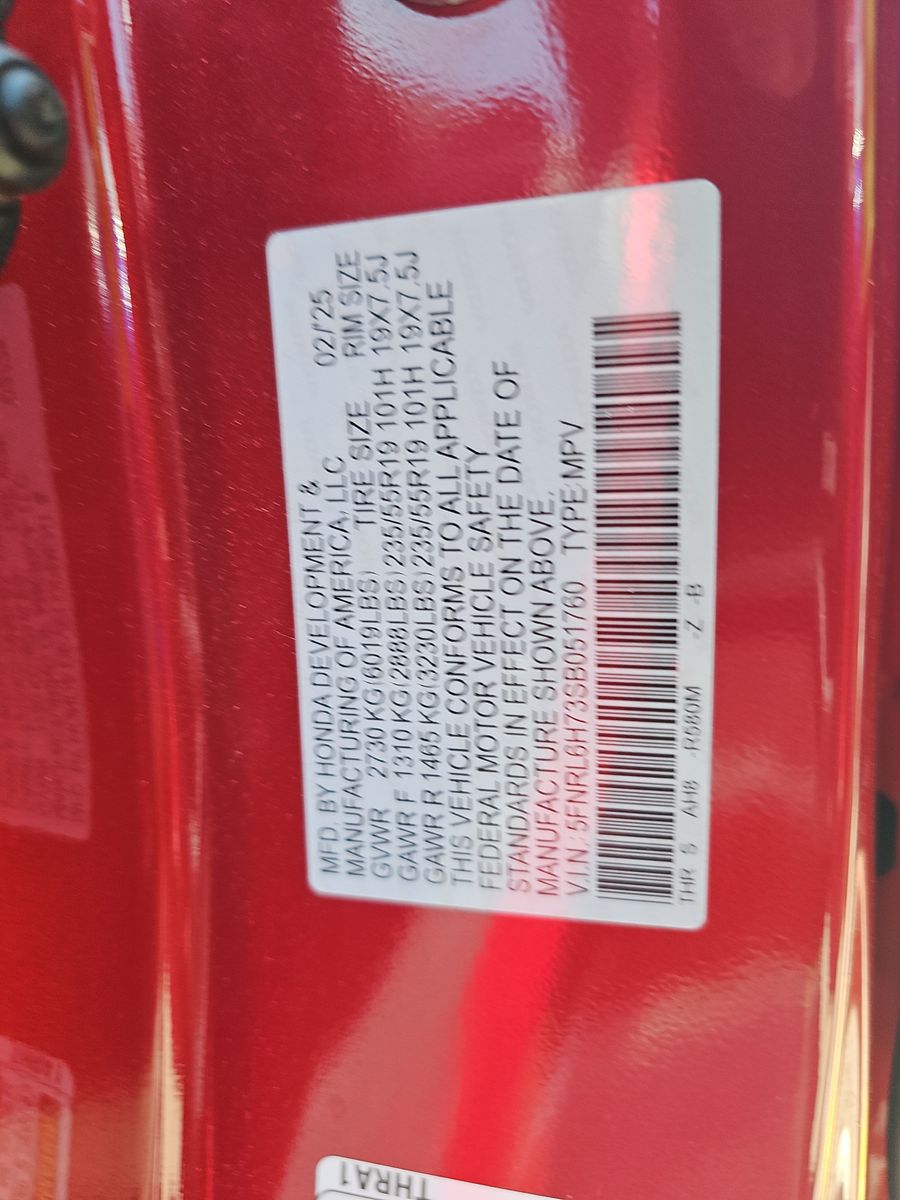 MFD. BY HONDA DEVELOPMENT & 02/'25
MANUFACTURING OF AMERICA, LLC
TIRE SIZE RIM SIZE
GVWR 2730 KG(6019LBS)
GAWR F 1310 KG(2888LBS) 235/55R19 101H 19X7.5J
GAWR R 1465 KG(3230LBS) 235/55R19 101H 19X7.5J
THIS VEHICLE CONFORMS TO ALL APPLICABLE
FEDERAL MOTOR VEHICLE SAFETY
STANDARDS IN EFFECT ON THE DATE OF
MANUFACTURE SHOWN ABOVE.
V.I.N.:5FNRL6H73SB051760 TYPE:MPV
THR S AH8 -R580M -Z -B
THRA1